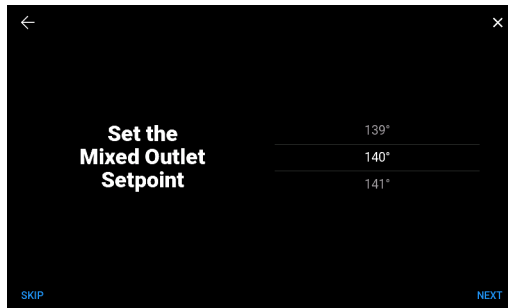 Set the
Mixed Outlet
Setpoint
139°
140°
141°
SKIP
NEXT